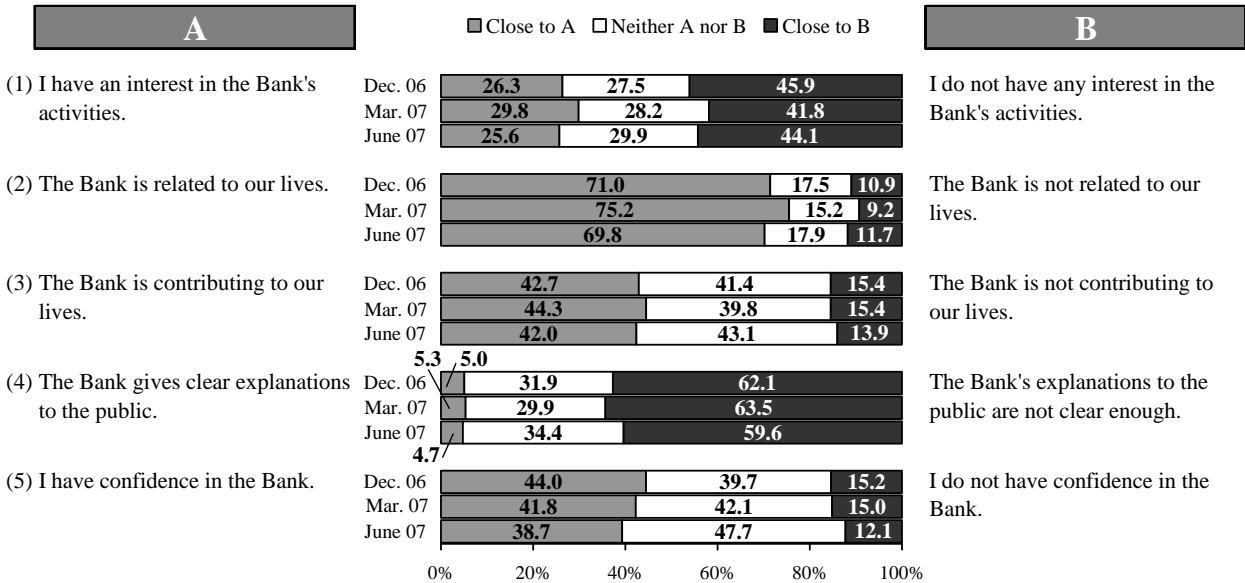 A
Close to A Neither A nor B Close to B
B
(1) I have an interest in the Bank's
activities.
Dec. 06 26.3 27.5 45.9
Mar. 07 29.8 28.2 41.8
June 07 25.6 29.9 44.1
I do not have any interest in the
Bank's activities.
(2) The Bank is related to our lives.
Dec. 06 71.0 17.5 10.9
Mar. 07 75.2 15.2 9.2
June 07 69.8 17.9 11.7
The Bank is not related to our
lives.
(3) The Bank is contributing to our
lives.
Dec. 06 42.7 41.4 15.4
Mar. 07 44.3 39.8 15.4
June 07 42.0 43.1 13.9
The Bank is not contributing to
our lives.
(4) The Bank gives clear explanations
to the public.
5.3 5.0
Dec. 06 31.9 62.1
Mar. 07 29.9 63.5
June 07 34.4 59.6
4.7
The Bank's explanations to the
public are not clear enough.
(5) I have confidence in the Bank.
Dec. 06 44.0 39.7 15.2
Mar. 07 41.8 42.1 15.0
June 07 38.7 47.7 12.1
I do not have confidence in the
Bank.
0% 20% 40% 60% 80% 100%